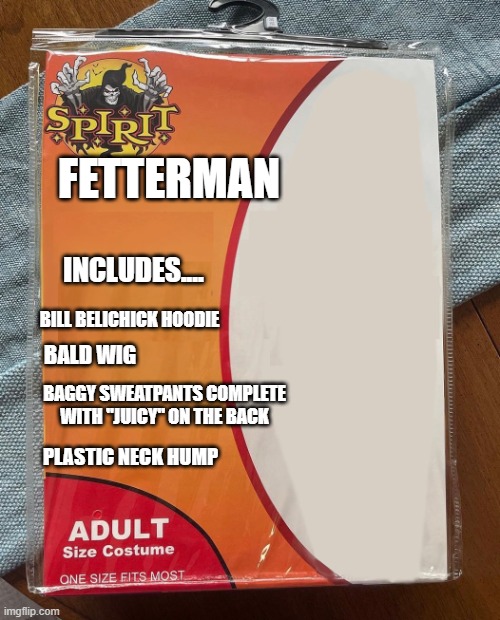 SPIRIT
FETTERMAN
INCLUDES....
BILL BELICHICK HOODIE
BALD WIG
BAGGY SWEATPANTS COMPLETE
WITH "JUICY" ON THE BACK
PLASTIC NECK HUMP
ADULT
Size Costume
ONE SIZE FITS MOST
imgflip.com